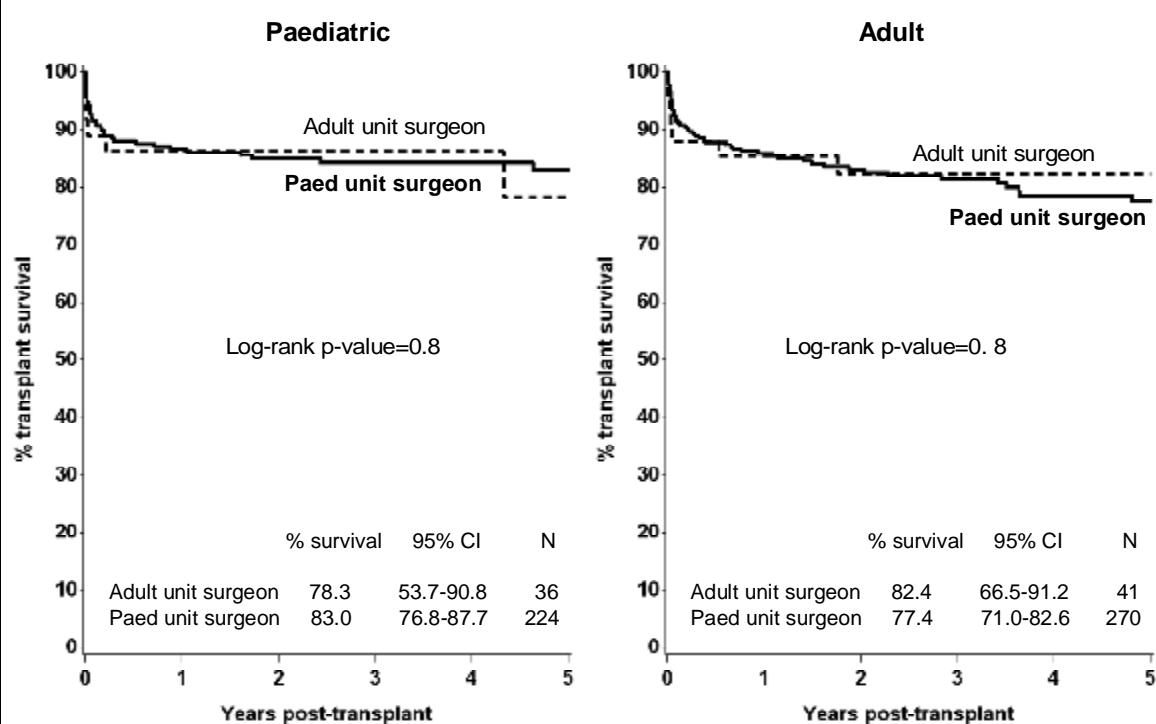 Paediatric
100
90
80
70
60
50
40
30
20
10
0
% transplant survival
Adult unit surgeon
Paed unit surgeon
Log-rank p-value=0.8
% survival 95% CI N
Adult unit surgeon 78.3 53.7-90.8 36
Paed unit surgeon 83.0 76.8-87.7 224
0 1 2 3 4 5
Years post-transplant
Adult
100
90
80
70
60
50
40
30
20
10
0
% transplant survival
Adult unit surgeon
Paed unit surgeon
Log-rank p-value=0. 8
% survival 95% CI N
Adult unit surgeon 82.4 66.5-91.2 41
Paed unit surgeon 77.4 71.0-82.6 270
0 1 2 3 4 5
Years post-transplant